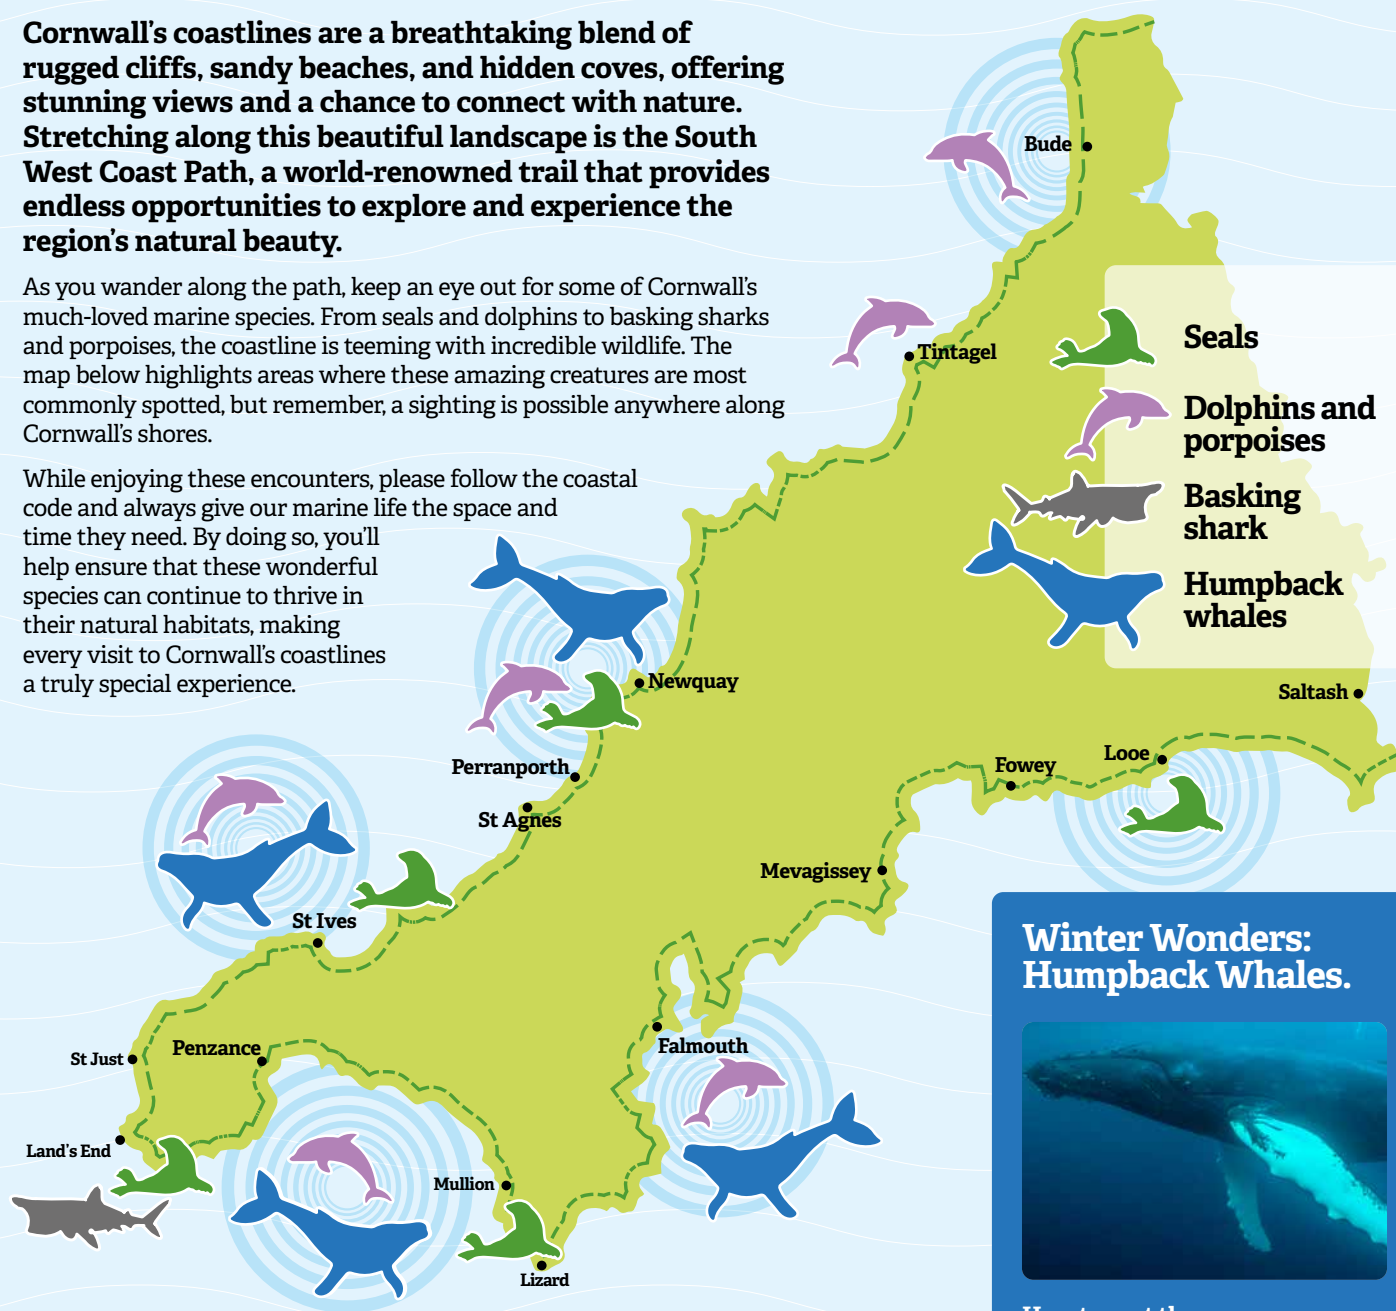 Cornwall's coastlines are a breathtaking blend of
rugged cliffs, sandy beaches, and hidden coves, offering
stunning views and a chance to connect with nature.
Stretching along this beautiful landscape is the South
West Coast Path, a world-renowned trail that provides
endless opportunities to explore and experience the
region's natural beauty.
As you wander along the path, keep an eye out for some of Cornwall's
much-loved marine species. From seals and dolphins to basking sharks
and porpoises, the coastline is teeming with incredible wildlife. The
map below highlights areas where these amazing creatures are most
commonly spotted, but remember, a sighting is possible anywhere along
Cornwall's shores.
While enjoying these encounters, please follow the coastal
code and always give our marine life the space and
time they need. By doing so, you'll
help ensure that these wonderful
species can continue to thrive in
their natural habitats, making
every visit to Cornwall's coastlines
a truly special experience.
Bude
Tintagel
Seals
Dolphins and
porpoises
Basking
shark
Humpback
whales
Newquay
Saltash
Perranporth
Looe
Fowey
St Agnes
Mevagissey
St Ives
Falmouth
Penzance
St Just
Land's End
Mullion
Lizard
Winter Wonders:
Humpback Whales.